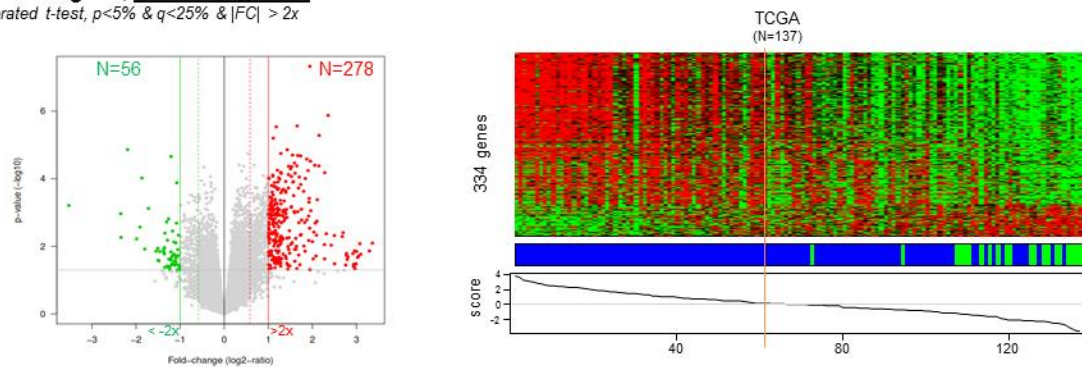 rated t-test, p<5% & q<25% & |FC| > 2x
N=56
N=278
6
4
2
0
p-value (-log10)
< -2x
>2x
-3
-2
-1
0
1
2
3
Fold-change (log2-ratio)
TCGA
(N=137)
334 genes
score
4
2
0
-2
40
80
120